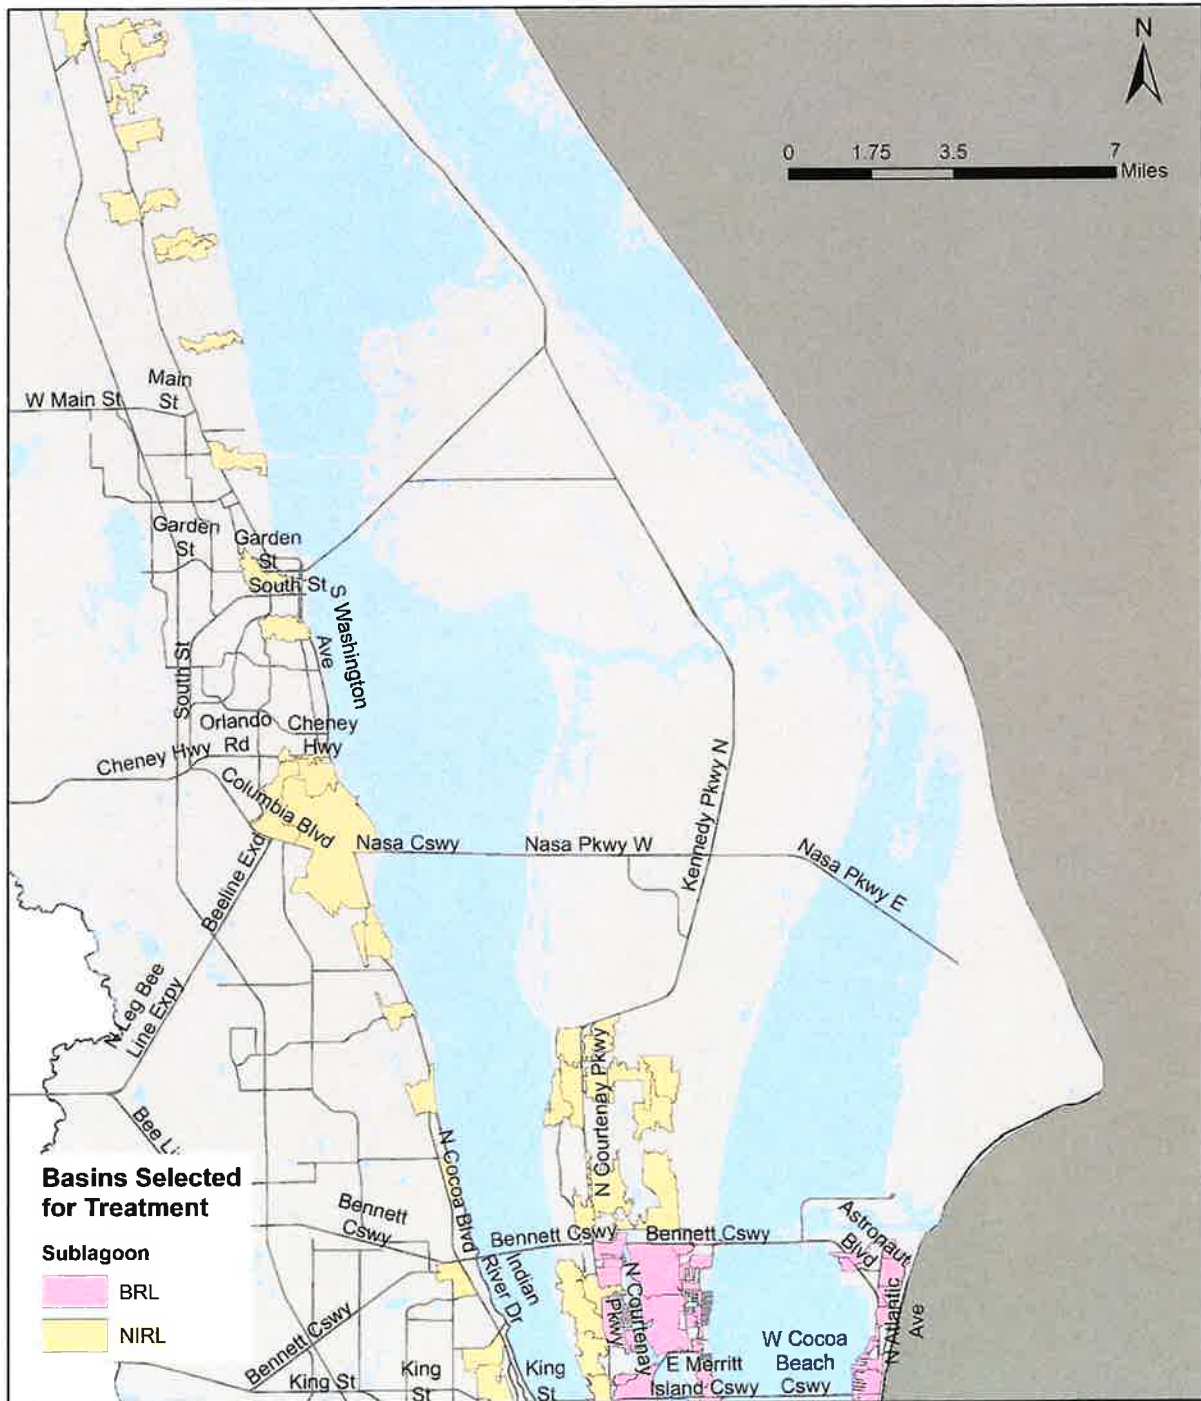 N
0 1.75 3.5 7
Miles
Main
St
W Main St
Garden
St
Garden
St
South St
S Washington
Ave
South St
Orlando
Rd
Cheney
Hwy
Cheney Hwy
Columbia Blvd
Nasa Cswy
Nasa Pkwy W
Kennedy Pkwy N
Nasa Pkwy E
Beeline Exd
N Leg Bee
Line Expy
N Courtenay Pkwy
Bee Li
N Cocoa Blvd
Bennett
Cswy
Bennett Cswy
Bennett Cswy
Astronaut
Blvd
Indian
River Dr
N Courtenay
Pkwy
N Atlantic
Ave
W Cocoa
Beach
Cswy
E Merritt
Island Cswy
Bennett Cswy
King St
King
St
King
St
Basins Selected
for Treatment
Sublagoon
BRL
NIRL